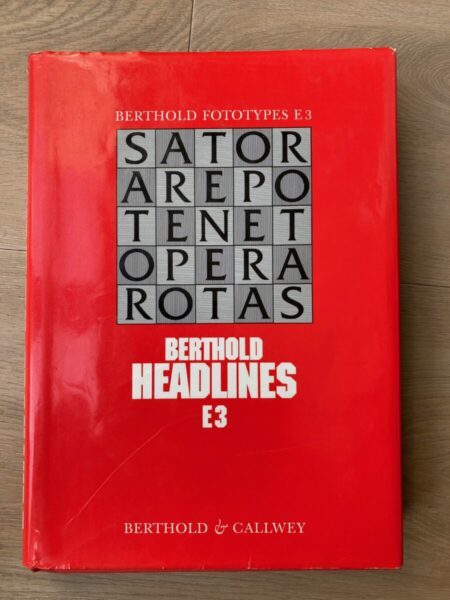 BERTHOLD FOTOTYPES E3
SATOR
AREPO
TENET
OPERA
ROTAS
BERTHOLD
HEADLINES
E3
BERTHOLD & CALLWEY